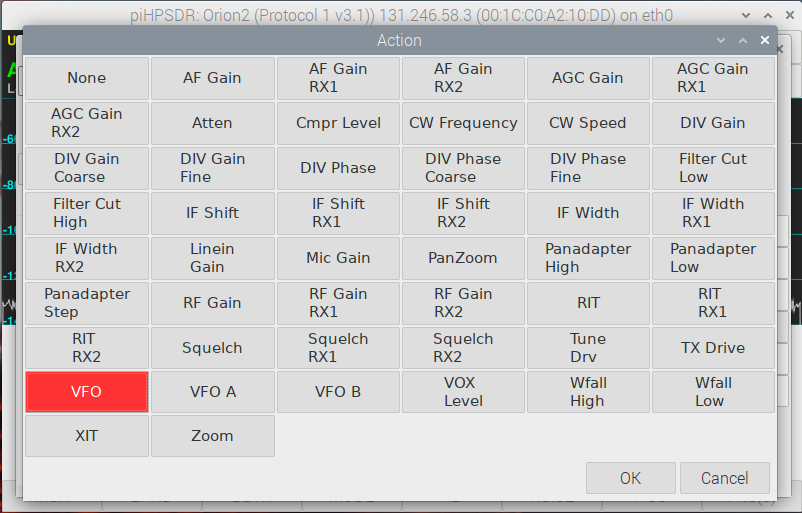 piHPSDR: Orion2 (Protocol 1 v3.1)) 131.246.58.3 (00:1C:C0:A2:10:DD) on eth0
Action
None
AF Gain
AF Gain
RX1
AF Gain
RX2
AGC Gain
AGC Gain
RX1
AGC Gain
RX2
Atten
Cmpr Level
CW Frequency
CW Speed
DIV Gain
DIV Gain
Coarse
DIV Gain
Fine
DIV Phase
DIV Phase
Coarse
DIV Phase
Fine
Filter Cut
Low
Filter Cut
High
IF Shift
IF Shift
RX1
IF Shift
RX2
IF Width
IF Width
RX1
IF Width
RX2
Linein
Gain
Mic Gain
PanZoom
Panadapter
High
Panadapter
Low
Panadapter
Step
RF Gain
RF Gain
RX1
RF Gain
RX2
RIT
RIT
RX1
RIT
RX2
Squelch
Squelch
RX1
Squelch
RX2
Tune
Drv
TX Drive
VFO
VFO A
VFO B
VOX
Level
Wfall
High
Wfall
Low
XIT
Zoom
OK
Cancel